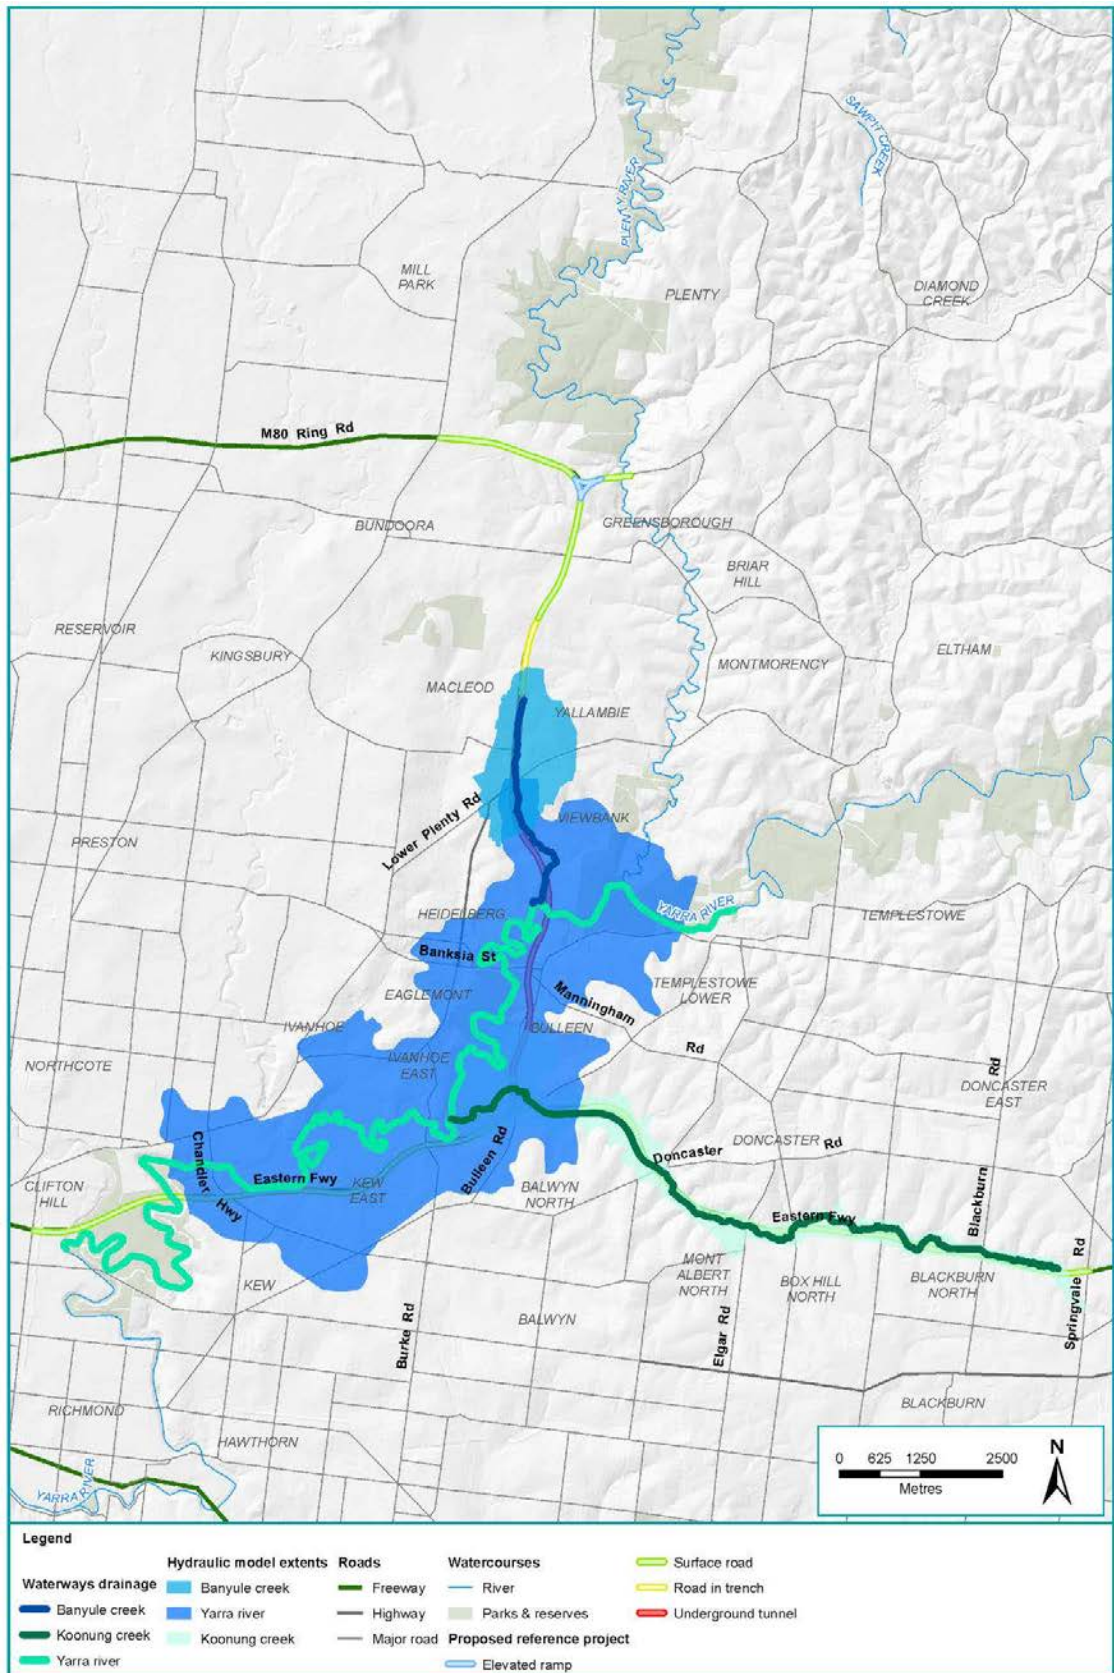 SAWPIT CREEK
PLENTY RIVER
MILL
PARK
PLENTY
DIAMOND
CREEK
M80 Ring Rd
BUNDOORA
GREENSBOROUGH
BRIAR
HILL
RESERVOIR
KINGSBURY
MONTMORENCY
ELTHAM
MACLEOD
YALLAMBIE
Lower Plenty Rd
VIEWBANK
PRESTON
HEIDELBERG
YARRA RIVER
TEMPLESTOWE
Banksia St
EAGLEMONT
Manningham
Rd
TEMPLESTOWE
LOWER
IVANHOE
BULLEEN
IVANHOE
EAST
NORTHCOTE
Rd
DONCASTER
EAST
Chandler
Hwy
Bulleen Rd
DONCASTER
Doncaster
Rd
CLIFTON
HILL
Eastern Fwy
KEW
EAST
BALWYN
NORTH
Blackburn
Eastern Fwy
KEW
MONT
ALBERT
NORTH
BOX HILL
NORTH
BLACKBURN
NORTH
Springvale Rd
Burke Rd
BALWYN
Elgar Rd
RICHMOND
HAWTHORN
BLACKBURN
YARRA RIVER
0 625 1250 2500
Metres
N
Legend
Waterways drainage
Banyule creek
Koonung creek
Yarra river
Hydraulic model extents
Banyule creek
Yarra river
Koonung creek
Roads
Freeway
Highway
Major road
Watercourses
River
Parks & reserves
Proposed reference project
Elevated ramp
Surface road
Road in trench
Underground tunnel